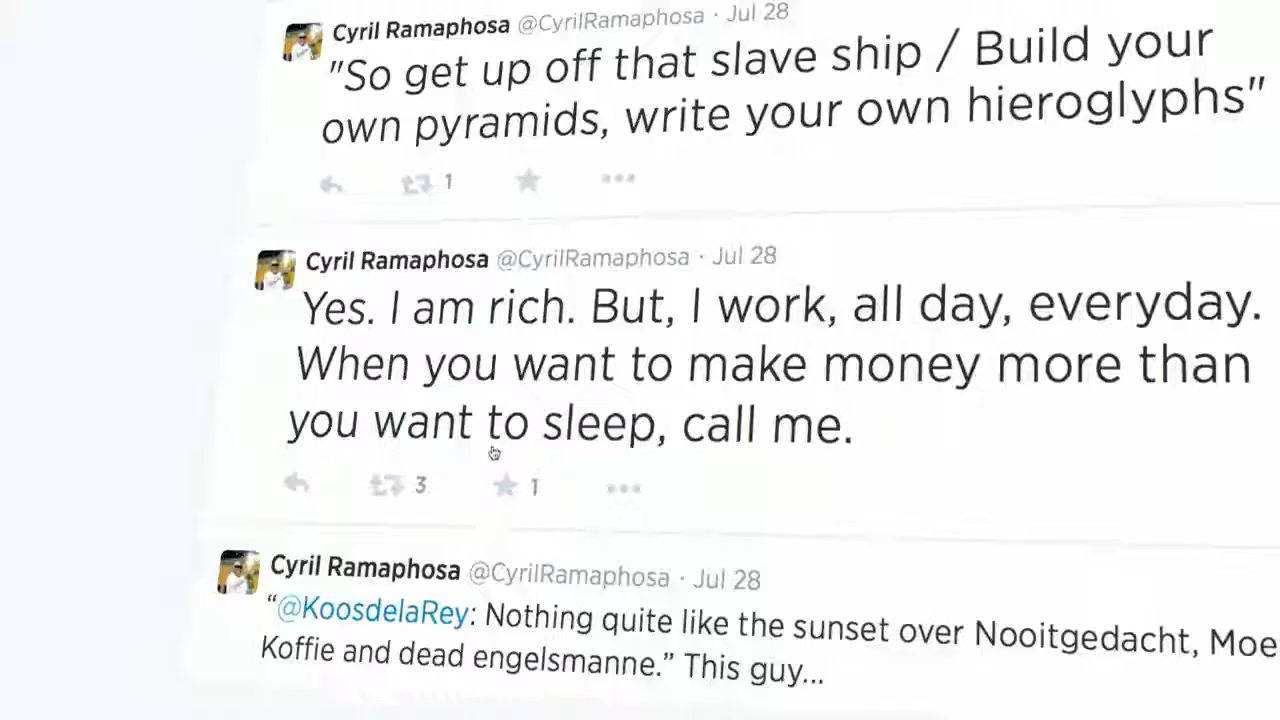 Cyril Ramaphosa @CyrilRamaphosa · Jul 28
"So get up off that slave ship / Build your
own pyramids, write your own hieroglyphs"
1
Cyril Ramaphosa @CyrilRamaphosa · Jul 28
Yes. I am rich. But, I work, all day, everyday.
When you want to make money more than
you want to sleep, call me.
3 1
Cyril Ramaphosa @CyrilRamaphosa · Jul 28
“@KoosdelaRey: Nothing quite like the sunset over Nooitgedacht, Moe
Koffie and dead engelsmanne.” This guy...